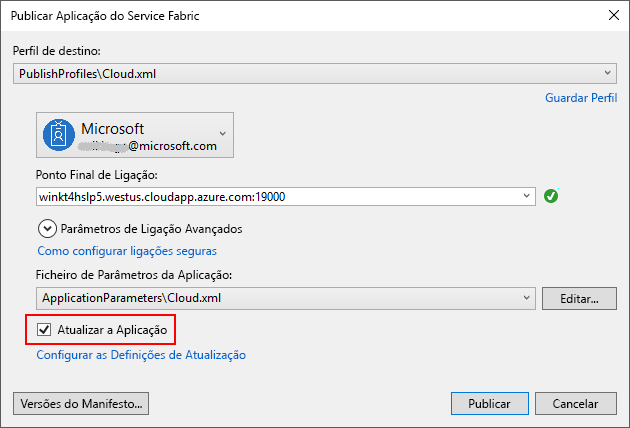 Publicar Aplicação do Service Fabric
Perfil de destino:
PublishProfiles\Cloud.xml
Guardar Perfil
Microsoft
@microsoft.com
Ponto Final de Ligação:
winkt4hslp5.westus.cloudapp.azure.com:19000
Parâmetros de Ligação Avançados
Como configurar ligações seguras
Ficheiro de Parâmetros da Aplicação:
ApplicationParameters\Cloud.xml
Editar...
Atualizar a Aplicação
Configurar as Definições de Atualização
Versões do Manifesto...
Publicar
Cancelar